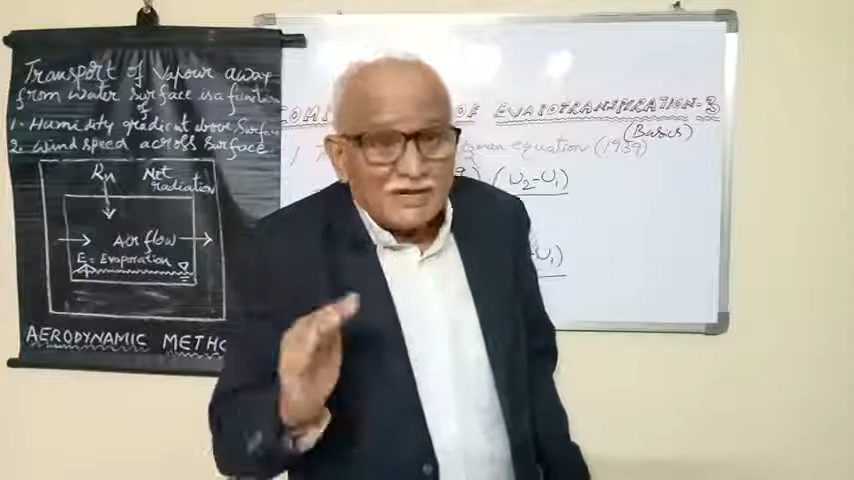 Transport of Vapour away
from water surface is a function
of
1. Humidity gradient above Surface
2. wind speed across Surface.
Rn Net
radiation
Air flow
E = Evaporation
AERODYNAMIC METHO
OF EVAPOTRANSPIRATION-3
(Basics)
equation (1939)
(U2-U1)
U1)